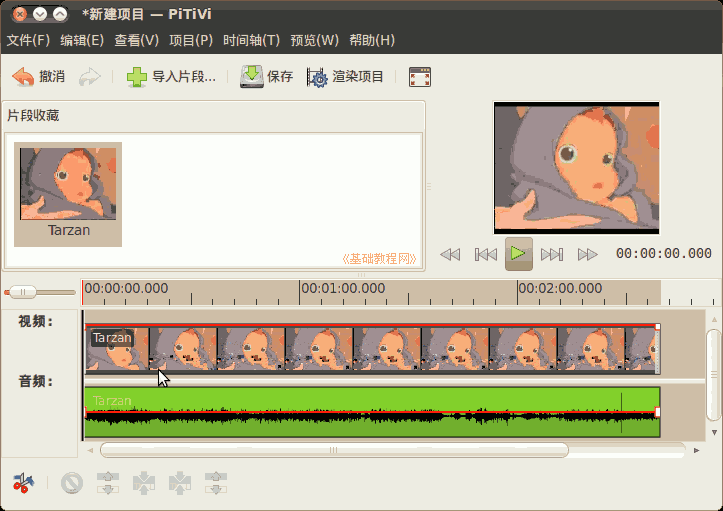 *新建项目 — PiTiVi
文件(F) 编辑(E) 查看(V) 项目(P) 时间轴(T) 预览(W) 帮助(H)
撤消 导入片段... 保存 渲染项目
片段收藏
Tarzan
《基础教程网》
00:00:00.000
00:00:00.000 00:01:00.000 00:02:00.000
视频:
Tarzan
音频:
Tarzan